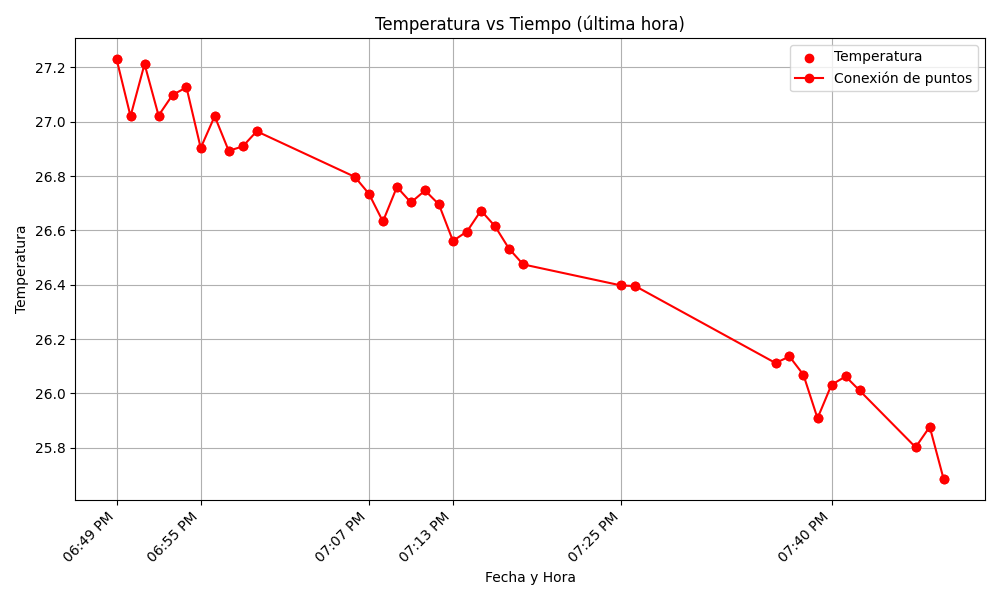 Temperatura vs Tiempo (última hora)
Temperatura
Conexión de puntos
27.2
27.0
26.8
26.6
26.4
26.2
26.0
25.8
Temperatura
06:49 PM
06:55 PM
07:07 PM
07:13 PM
07:25 PM
07:40 PM
Fecha y Hora